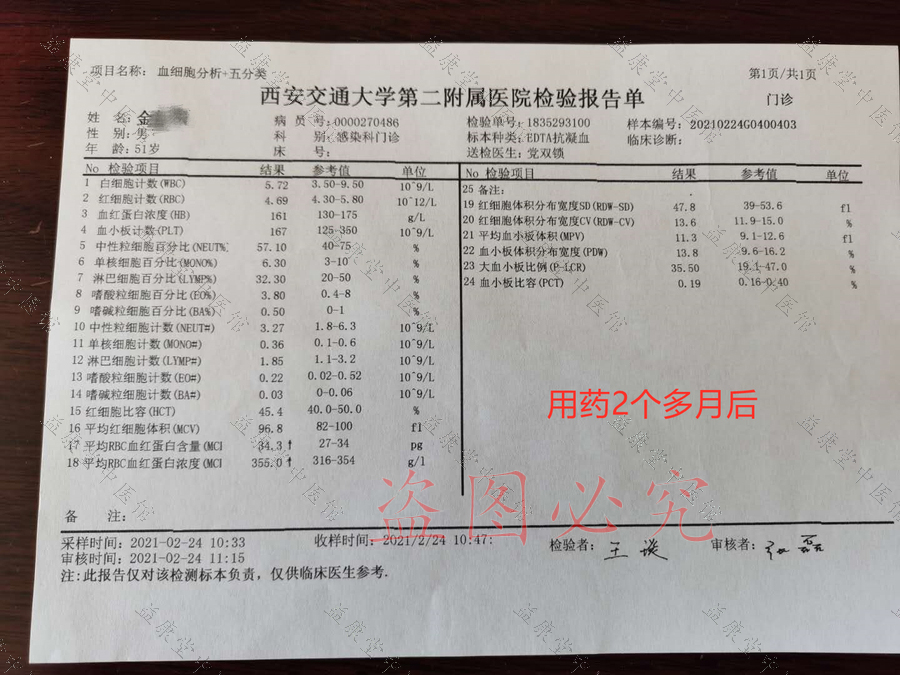 项目名称: 血细胞分析+五分类
第1页/共1页
西安交通大学第二附属医院检验报告单
门诊
姓 名:金
病 员 号:0000270486
检验单号:1835293100
样本编号:20210224G0400403
性 别:男
科 别:感染科门诊
标本种类:EDTA抗凝血
临床诊断:
年 龄:51岁
床 号:
送检医生:党双锁
No 检验项目 结果 参考值 单位
1 白细胞计数(WBC) 5.72 3.50-9.50 10^9/L
2 红细胞计数(RBC) 4.69 4.30-5.80 10^12/L
3 血红蛋白浓度(HB) 161 130-175 g/L
4 血小板计数(PLT) 167 125-350 10^9/L
5 中性粒细胞百分比(NEUT% 57.10 40-75 %
6 单核细胞百分比(MONO%) 6.30 3-10 %
7 淋巴细胞百分比(LYMP%) 32.30 20-50 %
8 嗜酸粒细胞百分比(EO%) 3.80 0.4-8 %
9 嗜碱粒细胞百分比(BA%) 0.50 0-1 %
10 中性粒细胞计数(NEUT#) 3.27 1.8-6.3 10^9/L
11 单核细胞计数(MONO#) 0.36 0.1-0.6 10^9/L
12 淋巴细胞计数(LYMP#) 1.85 1.1-3.2 10^9/L
13 嗜酸粒细胞计数(EO#) 0.22 0.02-0.52 10^9/L
14 嗜碱粒细胞计数(BA#) 0.03 0-0.06 10^9/L
15 红细胞比容(HCT) 45.4 40.0-50.0 %
16 平均红细胞体积(MCV) 96.8 82-100 fl
17 平均RBC血红蛋白含量(MCH 34.3↑ 27-34 pg
18 平均RBC血红蛋白浓度(MCH 355.0↑ 316-354 g/l
No 检验项目 结果 参考值 单位
25 备注: .
19 红细胞体积分布宽度SD(RDW-SD) 47.8 39-53.6 fl
20 红细胞体积分布宽度CV(RDW-CV) 13.6 11.9-15.0 %
21 平均血小板体积(MPV) 11.3 9.1-12.6 fl
22 血小板体积分布宽度(PDW) 13.8 9.6-16.2 %
23 大血小板比例(P-LCR) 35.50 19.1-47.0 %
24 血小板比容(PCT) 0.19 0.16-0.40 %
用药2个多月后
盗图必究
备 注:
采样时间:2021-02-24 10:33
收样时间:2021/2/24 10:47:
检验者:王
审核者:
审核时间:2021-02-24 11:15
注:此报告仅对该检测标本负责，仅供临床医生参考.
益康堂中医馆